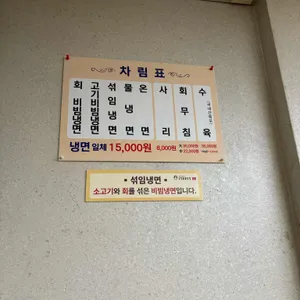 차림표
회비빔냉면
고기비빔냉면
섞임냉면
물냉면
온면
사리
회무침
수육
냉면 일체 15,000원
8,000원
• 섞임냉면 •
소고기와 회를 섞은 비빔냉면입니다.